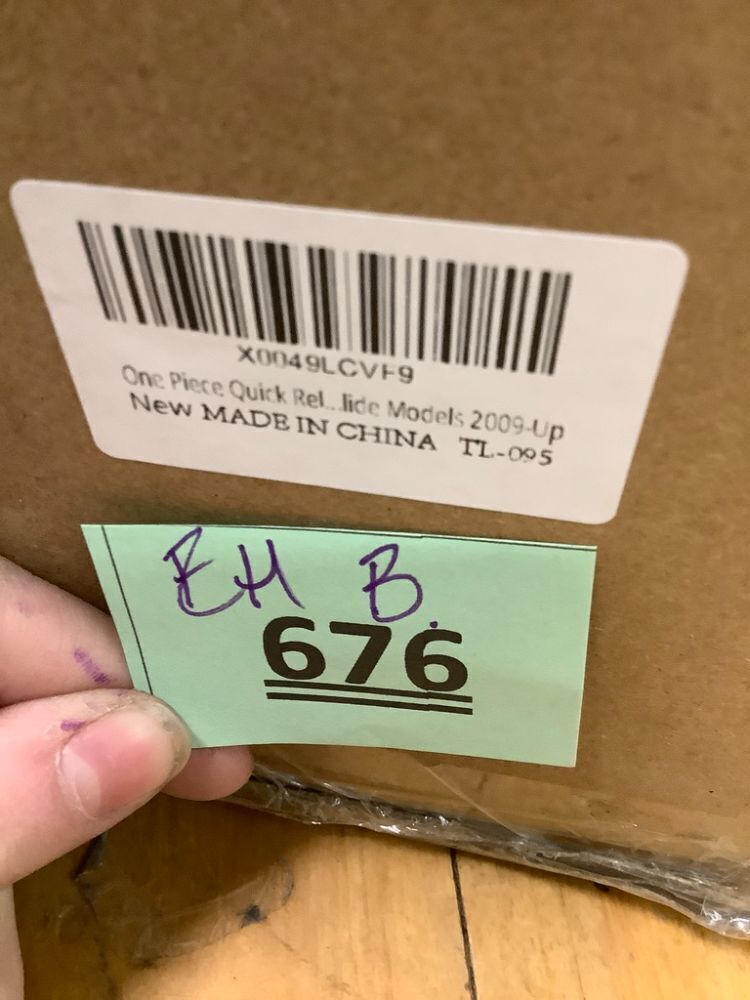 X0049LCVF9
One Piece Quick Rel...lide Models 2009-Up
New MADE IN CHINA TL-095
EH B.
676